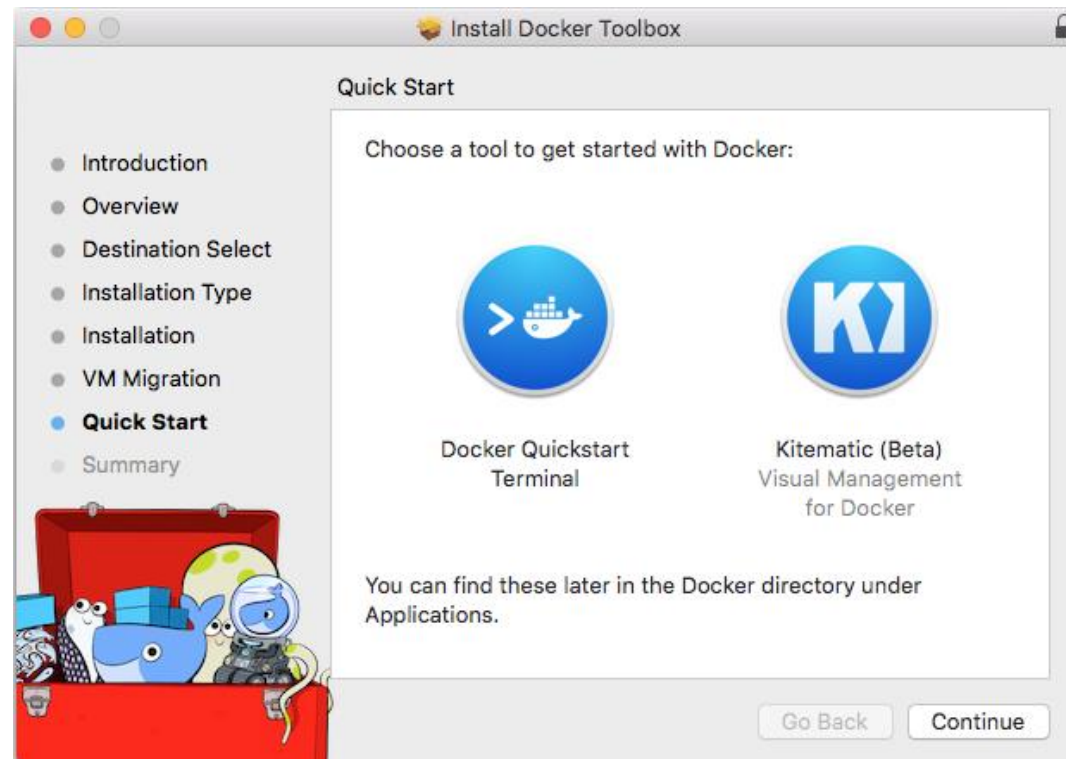 Install Docker Toolbox
Quick Start
Introduction
Overview
Destination Select
Installation Type
Installation
VM Migration
Quick Start
Summary
Choose a tool to get started with Docker:
Docker Quickstart
Terminal
Kitematic (Beta)
Visual Management
for Docker
You can find these later in the Docker directory under
Applications.
Go Back
Continue